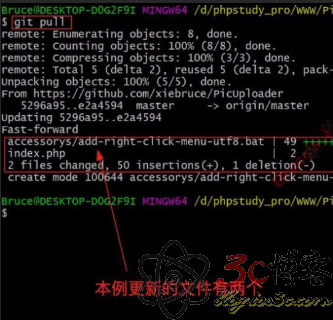 Bruce@DESKTOP-D0G2F9I MINGW64 /d/phpstudy_pro/WWW/P
$ git pull
remote: Enumerating objects: 8, done.
remote: Counting objects: 100% (8/8), done.
remote: Compressing objects: 100% (3/3), done.
remote: Total 5 (delta 2), reused 5 (delta 2), pack
Unpacking objects: 100% (5/5), done.
From https://github.com/xiebruce/PicUploader
5296a95..e2a4594 master -> origin/master
Updating 5296a95..e2a4594
Fast-forward
accessorys/add-right-click-menu-utf8.bat | 49 +++++
index.php | 2
2 files changed, 50 insertions(+), 1 deletion(-)
create mode 100644 accessorys/add-right-click-menu-
Bruce@DESKTOP-D0G2F9I MINGW64 /d/phpstudy_pro/WWW/Pi
$
本例更新的文件有两个
3c博客